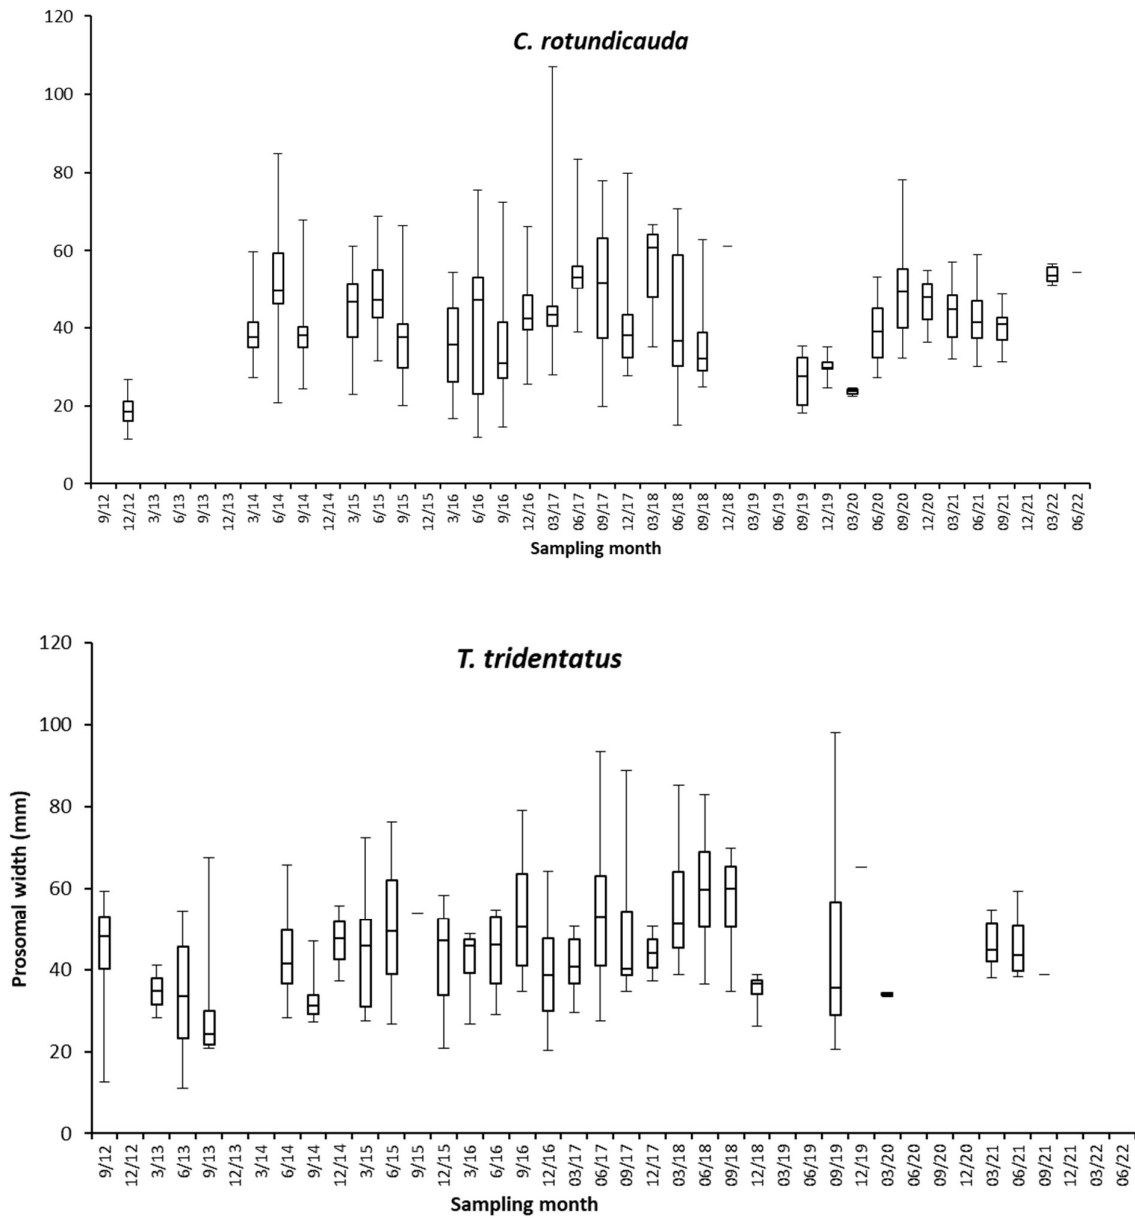 C. rotundicauda
120
100
80
60
40
20
0
9/12 12/12 3/13 6/13 9/13 12/13 3/14 6/14 9/14 12/14 3/15 6/15 9/15 12/15 3/16 6/16 9/16 12/16 03/17 06/17 09/17 12/17 03/18 06/18 09/18 12/18 03/19 06/19 09/19 12/19 03/20 06/20 09/20 12/20 03/21 06/21 09/21 12/21 03/22 06/22
Sampling month
T. tridentatus
Prosomal width (mm)
120
100
80
60
40
20
0
9/12 12/12 3/13 6/13 9/13 12/13 3/14 6/14 9/14 12/14 3/15 6/15 9/15 12/15 3/16 6/16 9/16 12/16 03/17 06/17 09/17 12/17 03/18 06/18 09/18 12/18 03/19 06/19 09/19 12/19 03/20 06/20 09/20 12/20 03/21 06/21 09/21 12/21 03/22 06/22
Sampling month